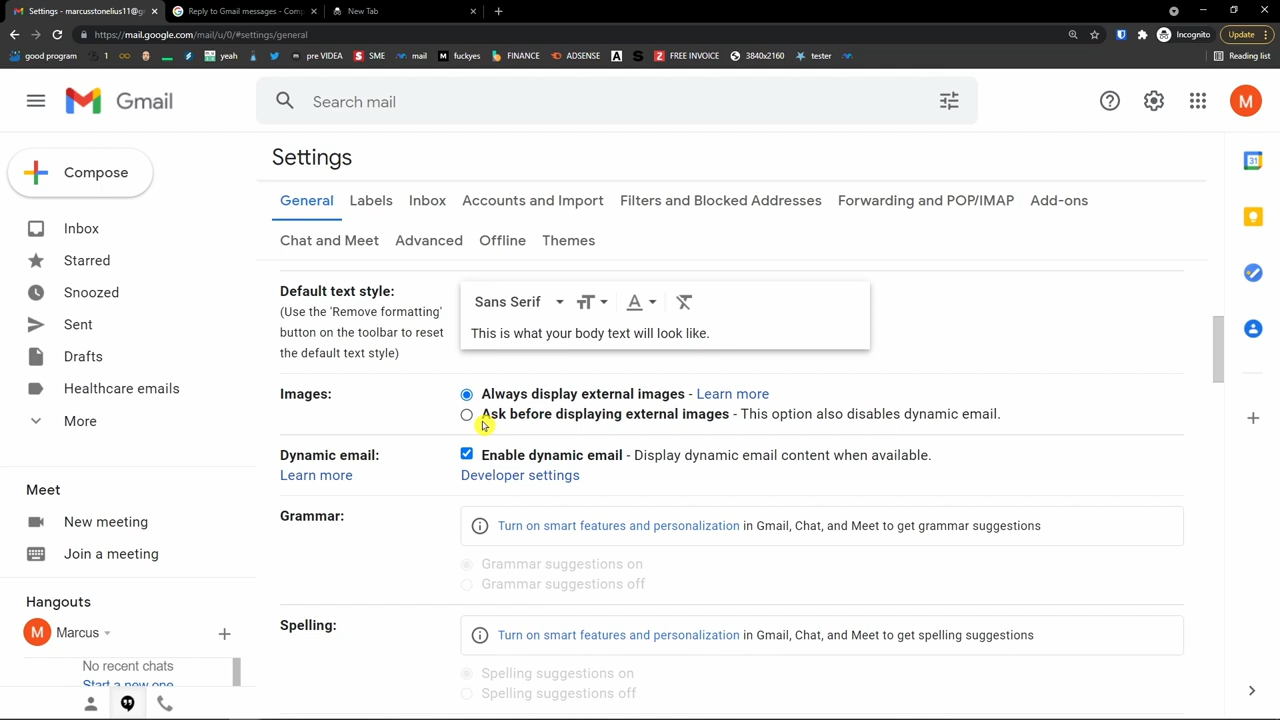 Settings - marcusstonelius11@g
Reply to Gmail messages - Comp
New Tab
https://mail.google.com/mail/u/0/#settings/general
Incognito
Update
good program
1
yeah
pre VIDEA
SME
mail
fuckyes
FINANCE
ADSENSE
FREE INVOICE
3840x2160
tester
Reading list
Gmail
Search mail
M
Compose
Settings
General
Labels
Inbox
Accounts and Import
Filters and Blocked Addresses
Forwarding and POP/IMAP
Add-ons
Chat and Meet
Advanced
Offline
Themes
Inbox
Starred
Snoozed
Sent
Drafts
Healthcare emails
More
Meet
New meeting
Join a meeting
Hangouts
M
Marcus
No recent chats
Start a new one
Default text style:
(Use the 'Remove formatting'
button on the toolbar to reset
the default text style)
Sans Serif
This is what your body text will look like.
Images:
Always display external images - Learn more
Ask before displaying external images - This option also disables dynamic email.
Dynamic email:
Learn more
Enable dynamic email - Display dynamic email content when available.
Developer settings
Grammar:
Turn on smart features and personalization in Gmail, Chat, and Meet to get grammar suggestions
Grammar suggestions on
Grammar suggestions off
Spelling:
Turn on smart features and personalization in Gmail, Chat, and Meet to get spelling suggestions
Spelling suggestions on
Spelling suggestions off
31